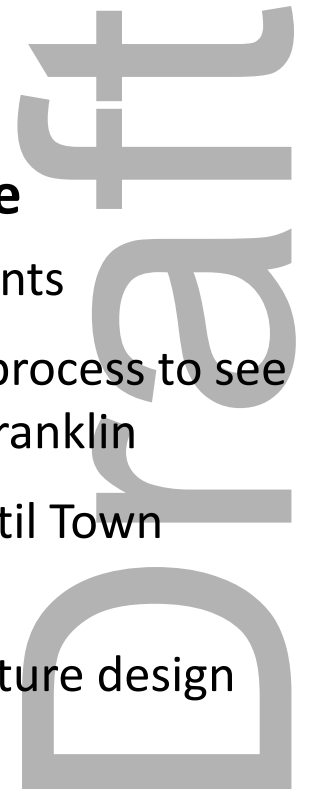 e
nts
process to see
ranklin
til Town
ture design
Draft